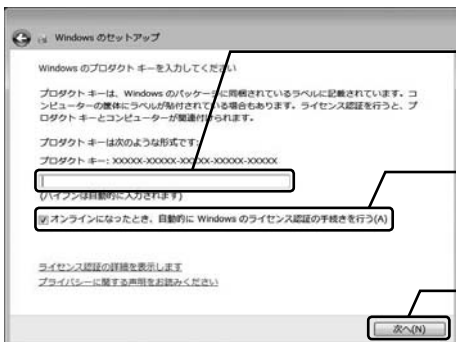 Windows のセットアップ
Windows のプロダクト キーを入力してください
プロダクト キーは、Windows のパッケージに同梱されているラベルに記載されています。コ
ンピューターの筐体にラベルが貼付されている場合もあります。ライセンス認証を行うと、プ
ロダクト キーとコンピューターが関連付けられます。
プロダクト キーは次のような形式です:
プロダクト キー: XXXXX-XXXXX-XXXXX-XXXXX-XXXXX
(ハイフンは自動的に入力されます)
オンラインになったとき、自動的に Windows のライセンス認証の手続きを行う(A)
ライセンス認証の詳細を表示します
プライバシーに関する声明をお読みください
次へ(N)